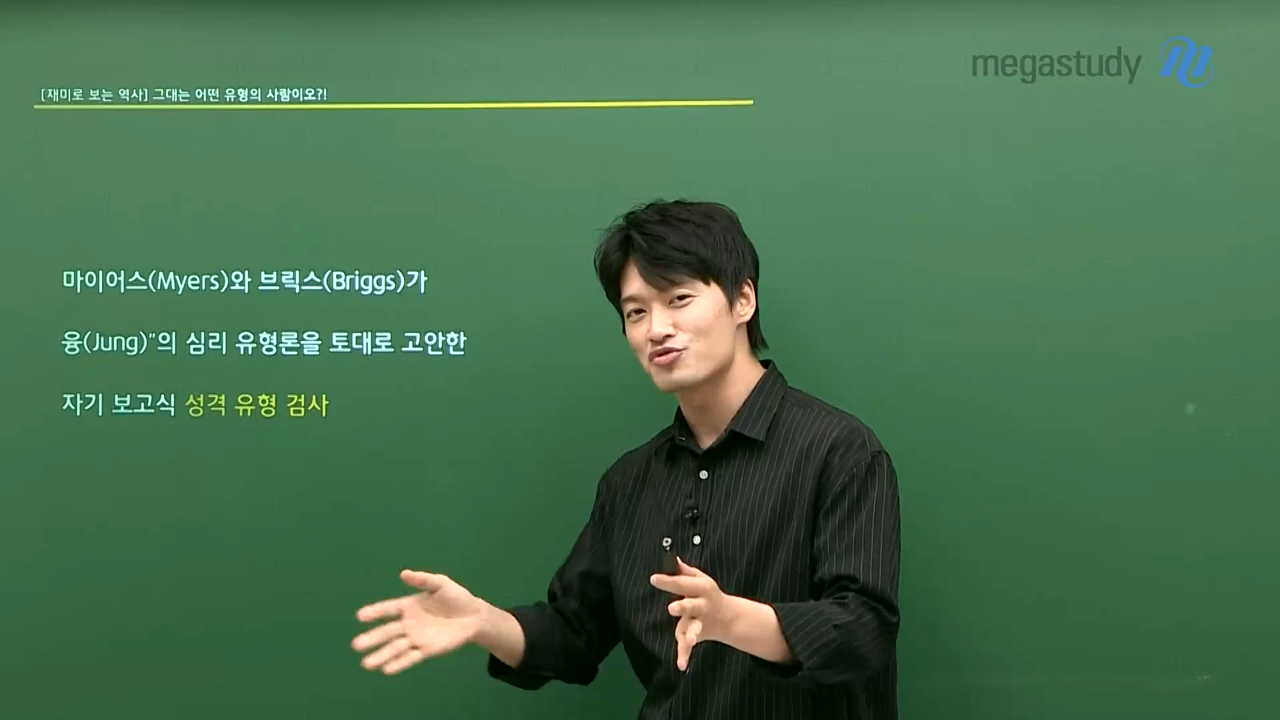 megastudy
[재미로 보는 역사] 그대는 어떤 유형의 사람이오?!
마이어스(Myers)와 브릭스(Briggs)가
융(Jung)"의 심리 유형론을 토대로 고안한
자기 보고식 성격 유형 검사